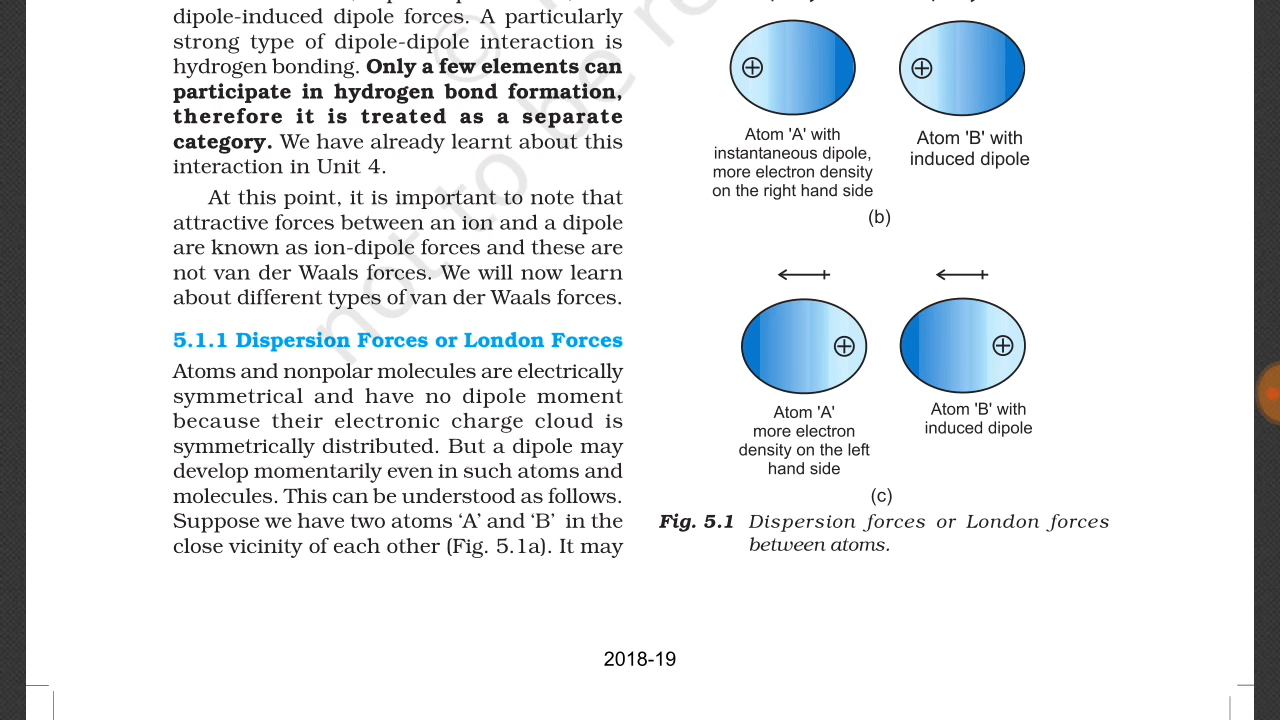 dipole-induced dipole forces. A particularly
strong type of dipole-dipole interaction is
hydrogen bonding. Only a few elements can
participate in hydrogen bond formation,
therefore it is treated as a separate
category. We have already learnt about this
interaction in Unit 4.
At this point, it is important to note that
attractive forces between an ion and a dipole
are known as ion-dipole forces and these are
not van der Waals forces. We will now learn
about different types of van der Waals forces.
5.1.1 Dispersion Forces or London Forces
Atoms and nonpolar molecules are electrically
symmetrical and have no dipole moment
because their electronic charge cloud is
symmetrically distributed. But a dipole may
develop momentarily even in such atoms and
molecules. This can be understood as follows.
Suppose we have two atoms ‘A’ and ‘B’ in the
close vicinity of each other (Fig. 5.1a). It may
Atom 'A' with
instantaneous dipole,
more electron density
on the right hand side
Atom 'B' with
induced dipole
(b)
Atom 'A'
more electron
density on the left
hand side
Atom 'B' with
induced dipole
(c)
Fig. 5.1 Dispersion forces or London forces
between atoms.
© 
not to be re
2018-19